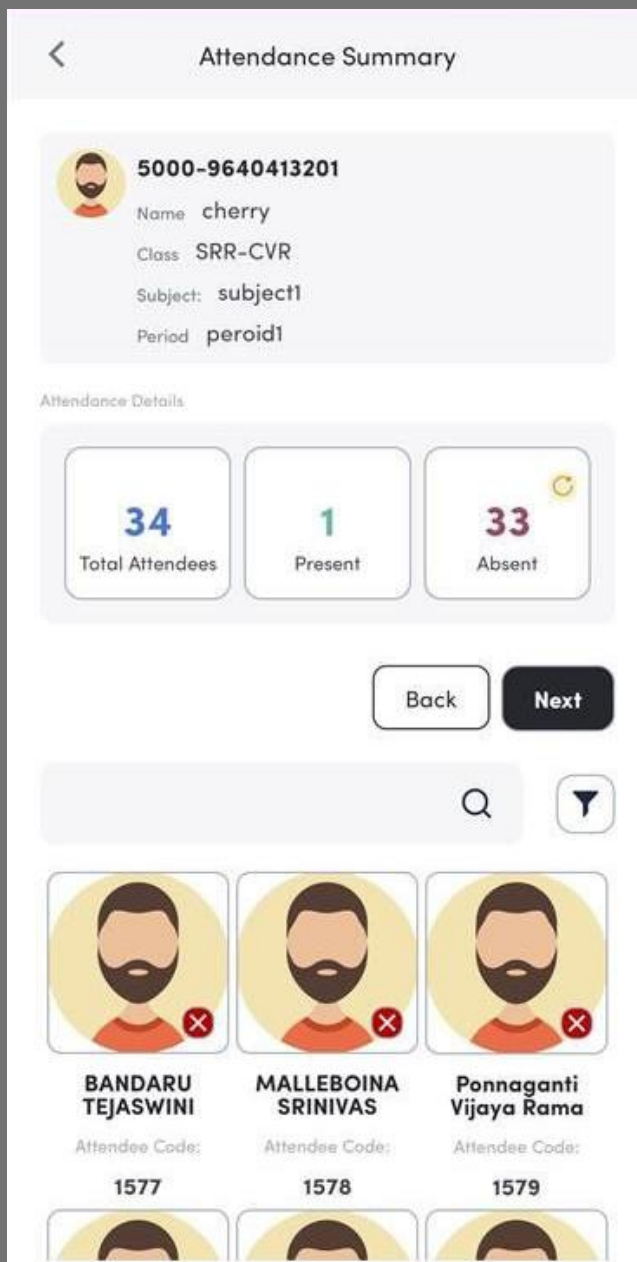 Attendance Summary
5000-9640413201
Name cherry
Class SRR-CVR
Subject: subject1
Period peroid1
Attendance Details
34 1 33
Total Attendees Present Absent
Back Next
BANDARU MALLEBOINA Ponnaganti
TEJASWINI SRINIVAS Vijaya Rama
Attendee Code: Attendee Code: Attendee Code:
1577 1578 1579